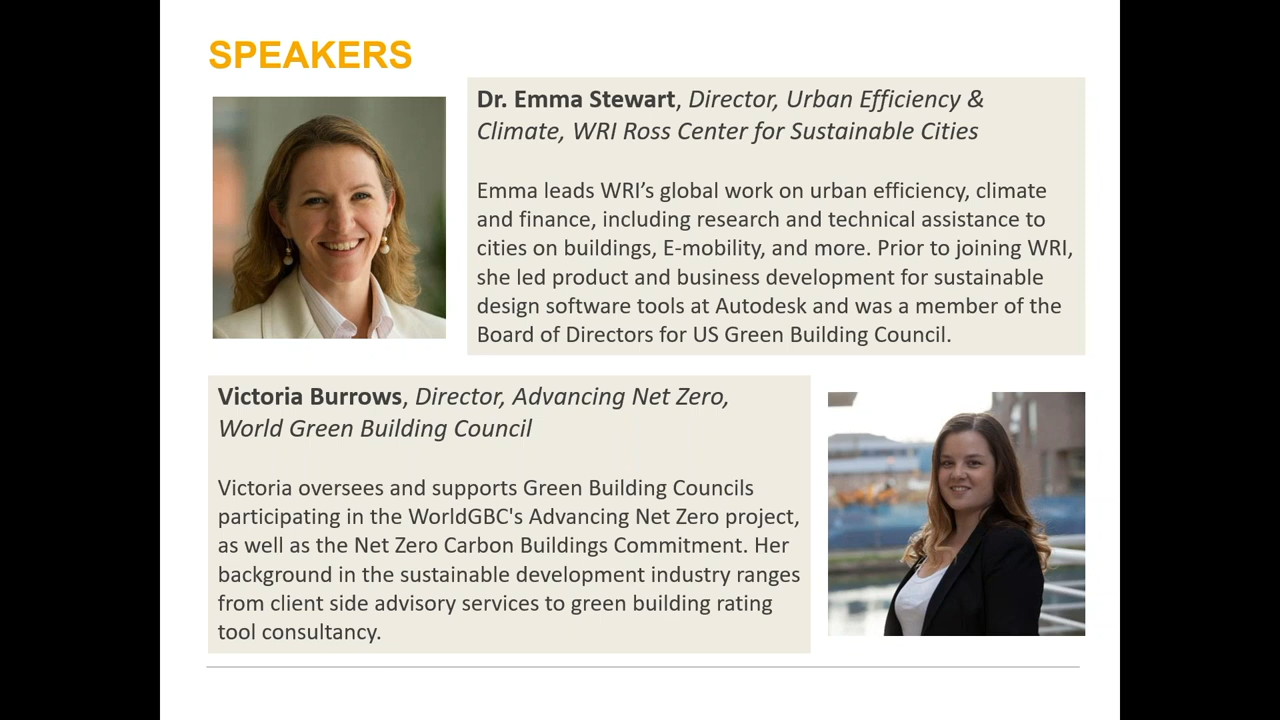 SPEAKERS
Dr. Emma Stewart, Director, Urban Efficiency &
Climate, WRI Ross Center for Sustainable Cities
Emma leads WRI’s global work on urban efficiency, climate
and finance, including research and technical assistance to
cities on buildings, E-mobility, and more. Prior to joining WRI,
she led product and business development for sustainable
design software tools at Autodesk and was a member of the
Board of Directors for US Green Building Council.
Victoria Burrows, Director, Advancing Net Zero,
World Green Building Council
Victoria oversees and supports Green Building Councils
participating in the WorldGBC's Advancing Net Zero project,
as well as the Net Zero Carbon Buildings Commitment. Her
background in the sustainable development industry ranges
from client side advisory services to green building rating
tool consultancy.